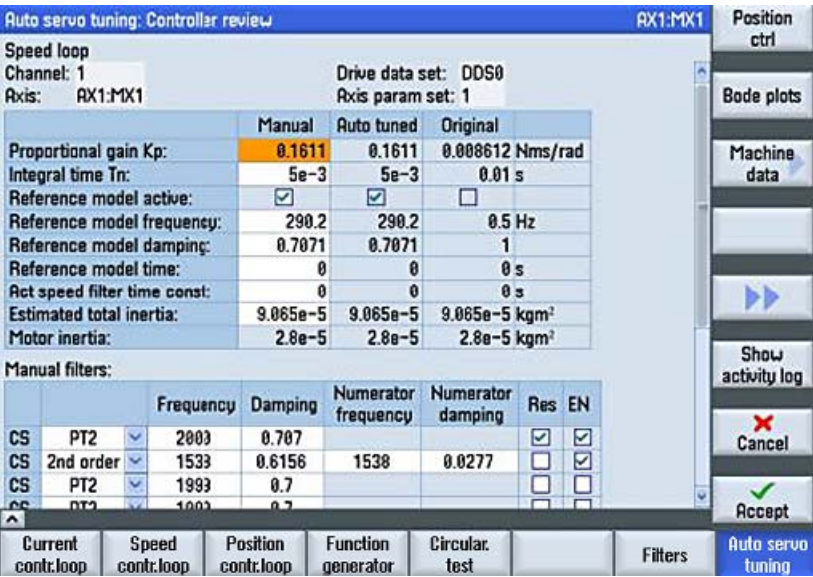 Auto servo tuning: Controller review AX1:MX1
Speed loop
Channel: 1 Drive data set: DDS0
Axis: AX1:MX1 Axis param set: 1
Manual Auto tuned Original
Proportional gain Kp: 0.1611 0.1611 0.008612 Nms/rad
Integral time Tn: 5e-3 5e-3 0.01 s
Reference model active:
Reference model frequency: 290.2 290.2 0.5 Hz
Reference model damping: 0.7071 0.7071 1
Reference model time: 0 0 0 s
Act speed filter time const: 0 0 0 s
Estimated total inertia: 9.065e-5 9.065e-5 9.065e-5 kgm²
Motor inertia: 2.8e-5 2.8e-5 2.8e-5 kgm²
Manual filters:
Frequency Damping Numerator frequency Numerator damping Res EN
CS PT2 2003 0.707
CS 2nd order 1533 0.6156 1538 0.0277
CS PT2 1993 0.7
Position
ctrl
Bode plots
Machine
data
Show
activity log
Cancel
Accept
Current
contr.loop
Speed
contr.loop
Position
contr.loop
Function
generator
Circular.
test
Filters
Auto servo
tuning